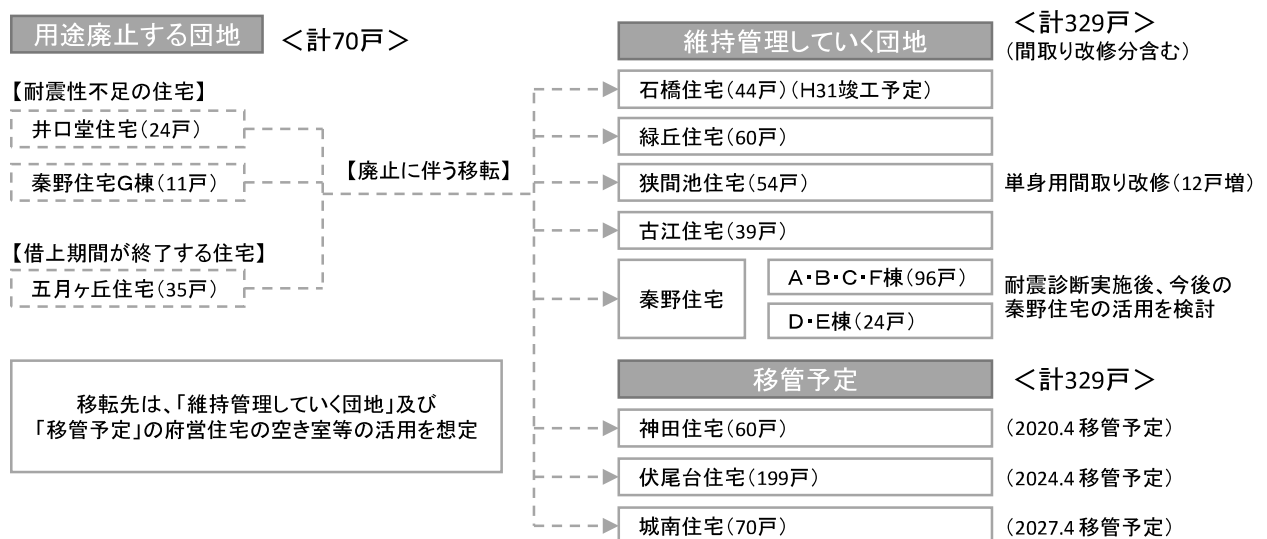 用途廃止する団地
＜計70戸＞
【耐震性不足の住宅】
井口堂住宅（24戸）
秦野住宅Ｇ棟（11戸）
【借上期間が終了する住宅】
五月ヶ丘住宅（35戸）
【廃止に伴う移転】
移転先は、「維持管理していく団地」及び
「移管予定」の府営住宅の空き室等の活用を想定
維持管理していく団地
＜計329戸＞
（間取り改修分含む）
石橋住宅（44戸）（H31竣工予定）
緑丘住宅（60戸）
狭間池住宅（54戸）
単身用間取り改修（12戸増）
古江住宅（39戸）
秦野住宅
Ａ・Ｂ・Ｃ・Ｆ棟（96戸）
Ｄ・Ｅ棟（24戸）
耐震診断実施後、今後の
秦野住宅の活用を検討
移管予定
＜計329戸＞
神田住宅（60戸）
（2020.4 移管予定）
伏尾台住宅（199戸）
（2024.4 移管予定）
城南住宅（70戸）
（2027.4 移管予定）